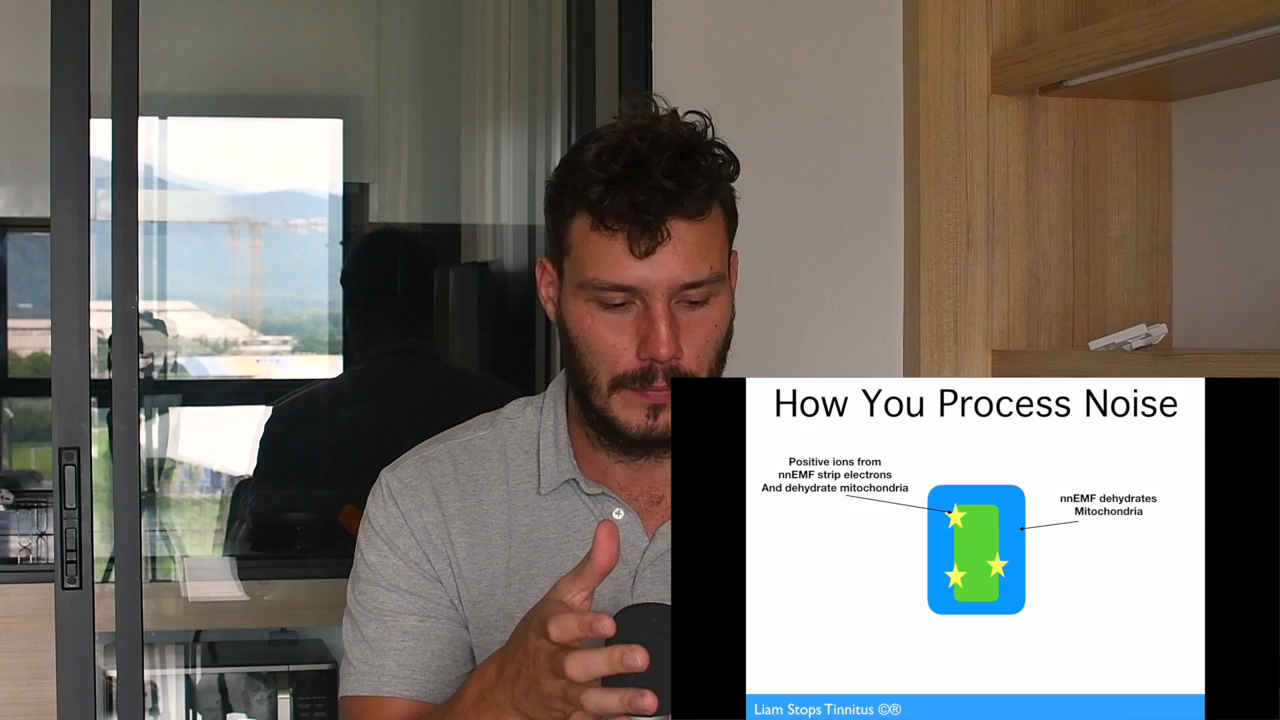 How You Process Noise
Positive ions from
nnEMF strip electrons
And dehydrate mitochondria
nnEMF dehydrates
Mitochondria
Liam Stops Tinnitus ©®